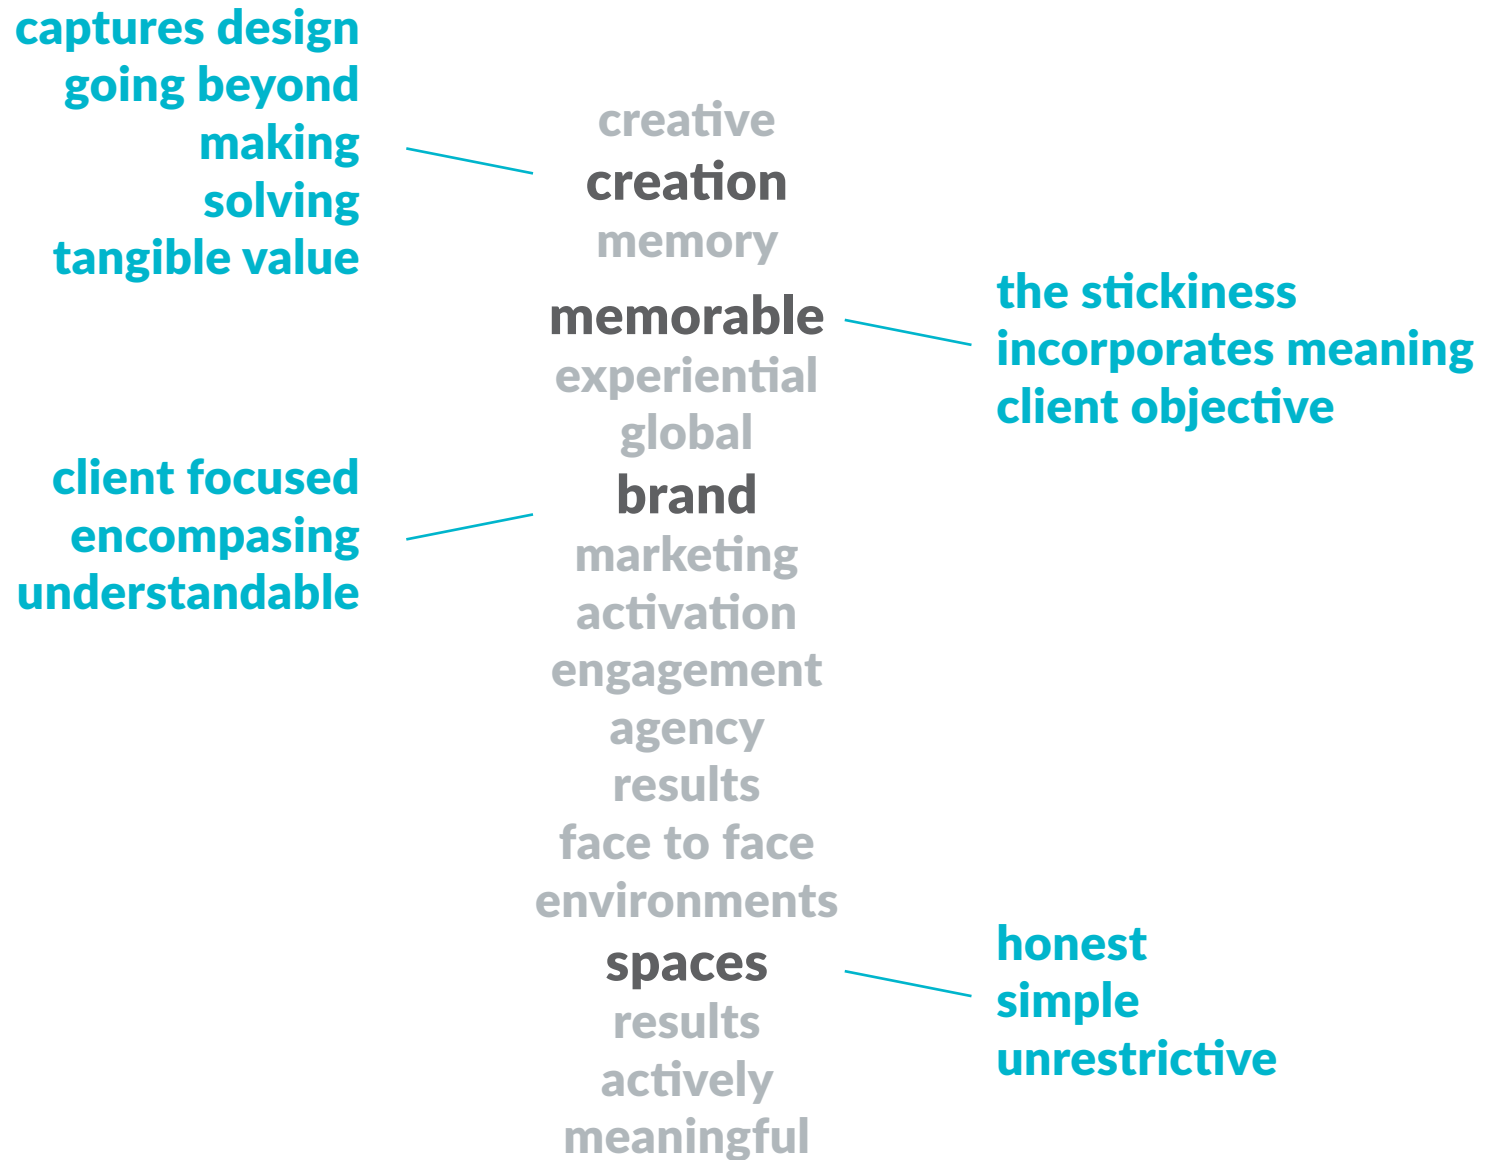 captures design
going beyond
making
solving
tangible value
creative
creation
memory
memorable
experiential
global
brand
marketing
activation
engagement
agency
results
face to face
environments
spaces
results
actively
meaningful
the stickiness
incorporates meaning
client objective
client focused
encompasing
understandable
honest
simple
unrestrictive